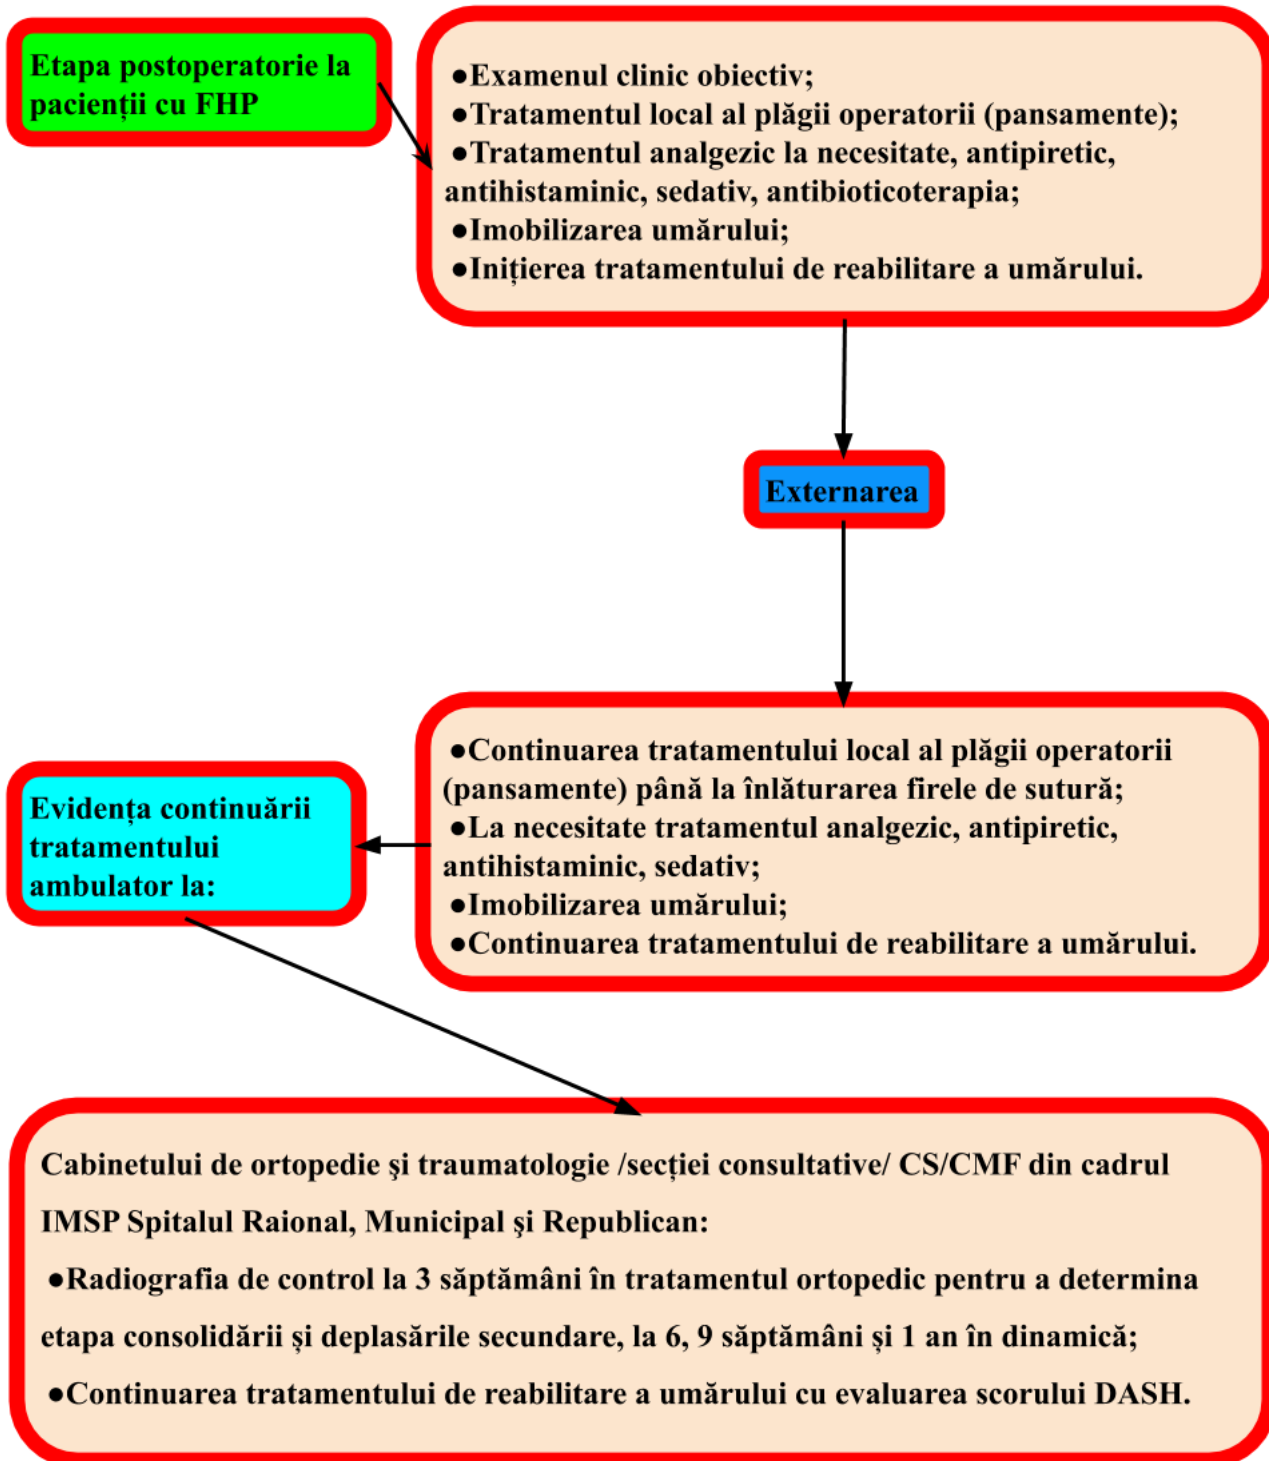 Etapa postoperatorie la
pacienții cu FHP
●Examenul clinic obiectiv;
●Tratamentul local al plăgii operatorii (pansamente);
●Tratamentul analgezic la necesitate, antipiretic,
antihistaminic, sedativ, antibioticoterapia;
●Imobilizarea umărului;
●Inițierea tratamentului de reabilitare a umărului.
Externarea
●Continuarea tratamentului local al plăgii operatorii
(pansamente) până la înlăturarea firele de sutură;
●La necesitate tratamentul analgezic, antipiretic,
antihistaminic, sedativ;
●Imobilizarea umărului;
●Continuarea tratamentului de reabilitare a umărului.
Evidența continuării
tratamentului
ambulator la:
Cabinetului de ortopedie şi traumatologie /secției consultative/ CS/CMF din cadrul
IMSP Spitalul Raional, Municipal şi Republican:
●Radiografia de control la 3 săptămâni în tratamentul ortopedic pentru a determina
etapa consolidării și deplasările secundare, la 6, 9 săptămâni și 1 an în dinamică;
●Continuarea tratamentului de reabilitare a umărului cu evaluarea scorului DASH.